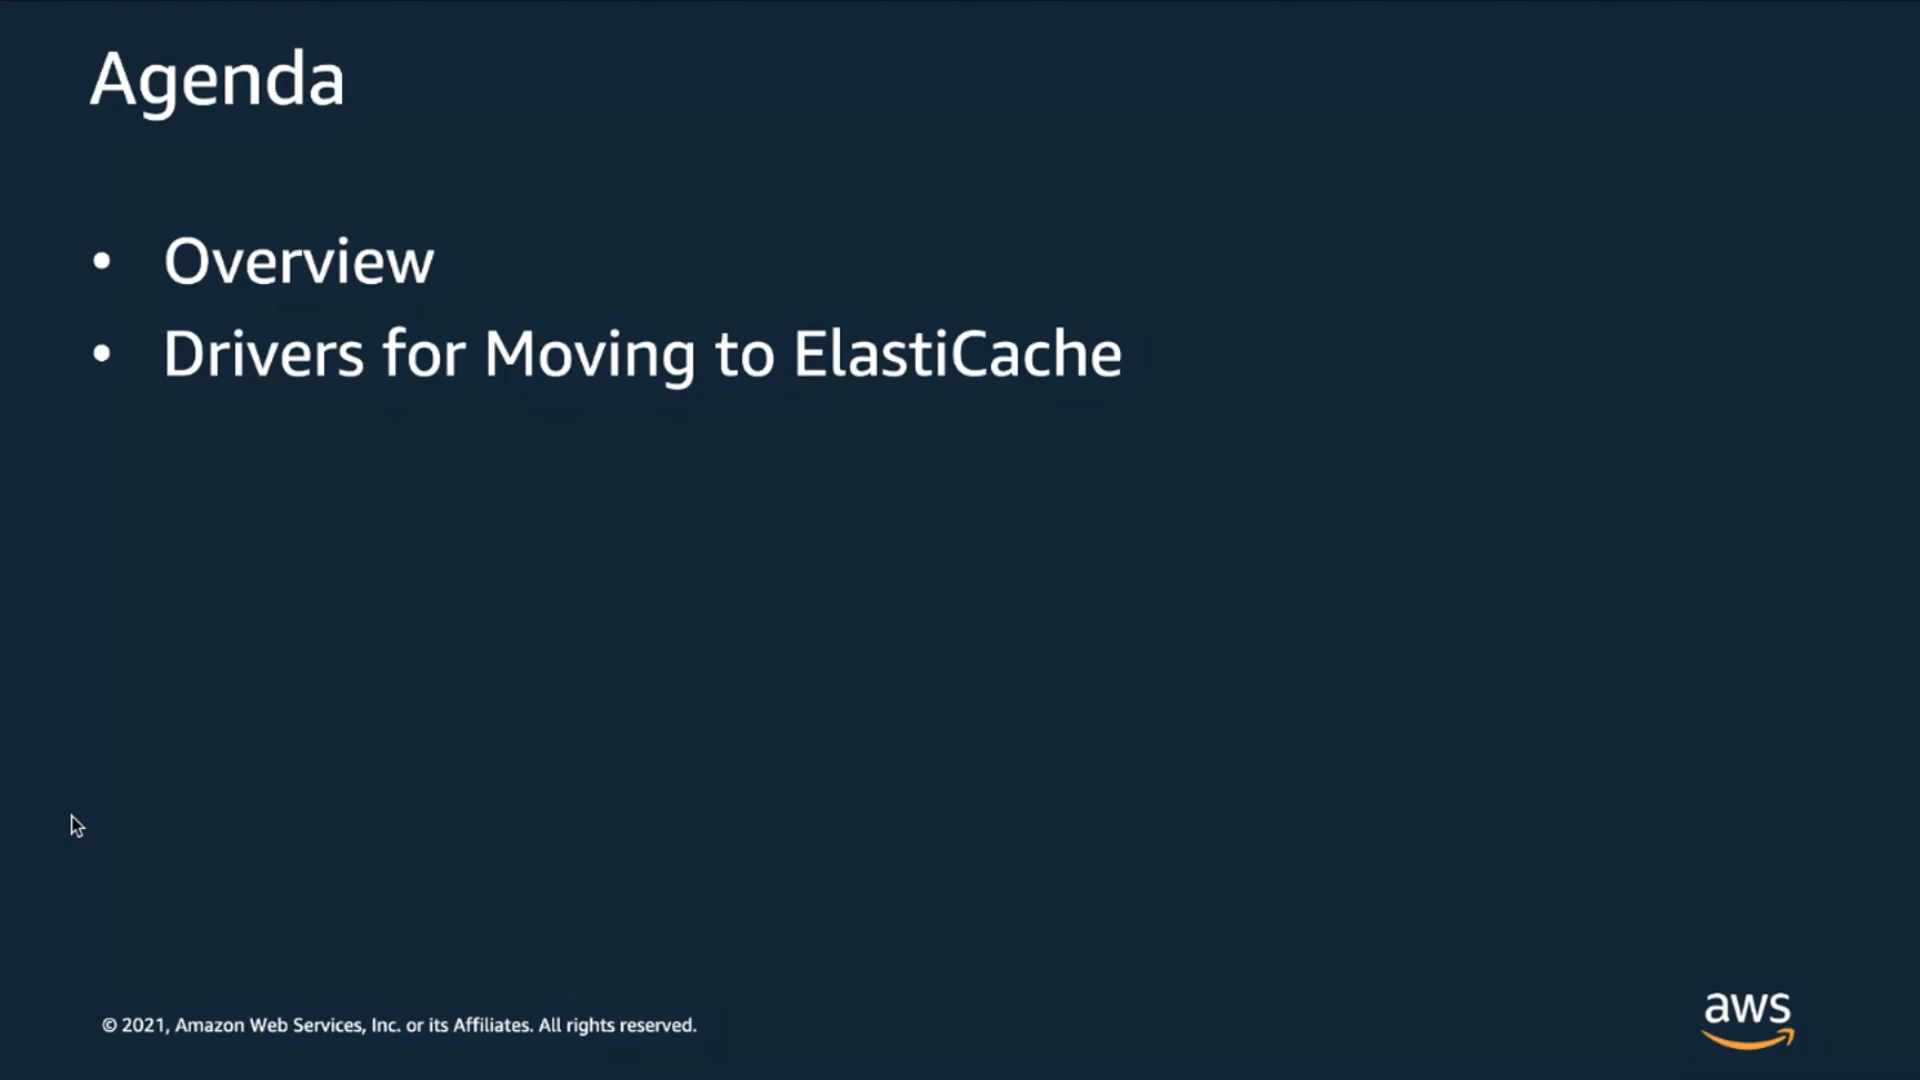 Agenda
• Overview
• Drivers for Moving to ElastiCache
© 2021, Amazon Web Services, Inc. or its Affiliates. All rights reserved.
aws